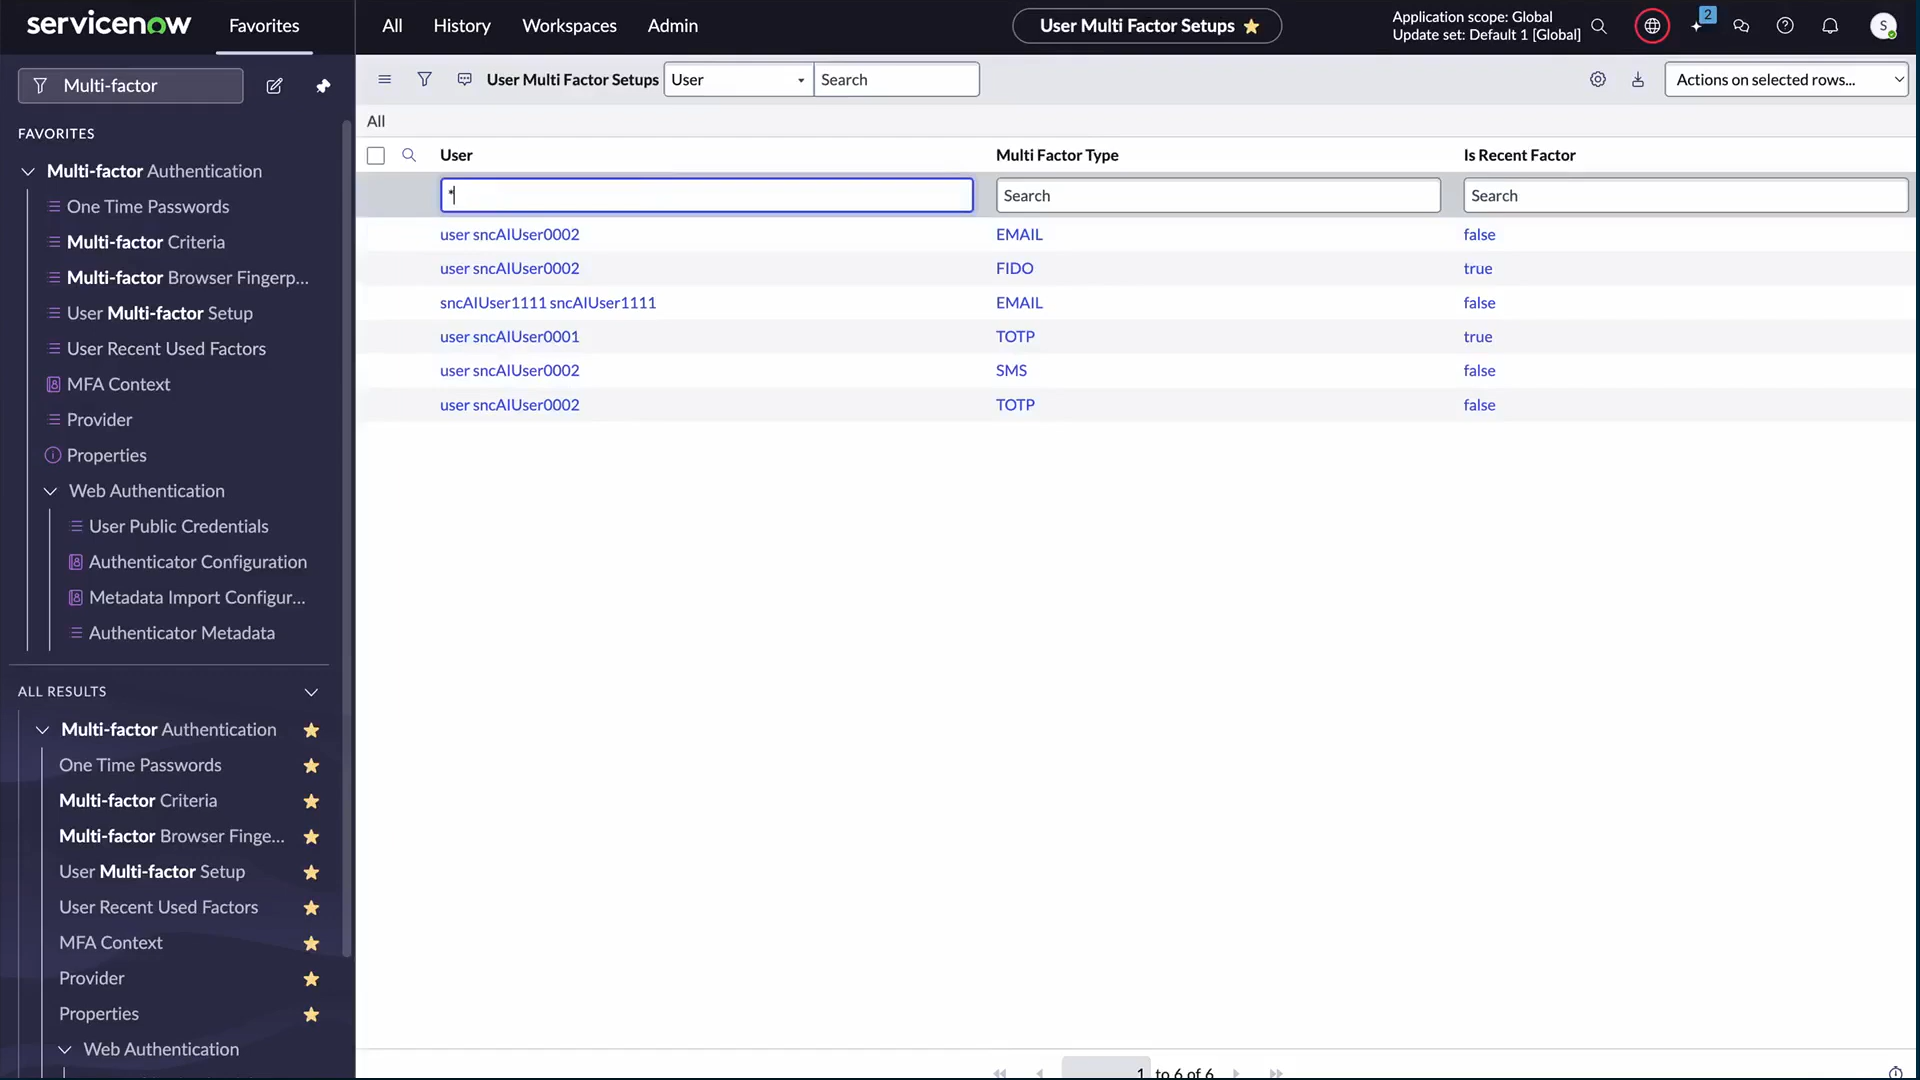 servicenow
Favorites
All
History
Workspaces
Admin
User Multi Factor Setups
Application scope: Global
Update set: Default 1 [Global]
2
S
Multi-factor
FAVORITES
Multi-factor Authentication
One Time Passwords
Multi-factor Criteria
Multi-factor Browser Fingerp...
User Multi-factor Setup
User Recent Used Factors
MFA Context
Provider
Properties
Web Authentication
User Public Credentials
Authenticator Configuration
Metadata Import Configur...
Authenticator Metadata
ALL RESULTS
Multi-factor Authentication
One Time Passwords
Multi-factor Criteria
Multi-factor Browser Finge...
User Multi-factor Setup
User Recent Used Factors
MFA Context
Provider
Properties
Web Authentication
User Multi Factor Setups
User
Search
Actions on selected rows...
All
User Multi Factor Type Is Recent Factor
* Search Search
user sncAIUser0002 EMAIL false
user sncAIUser0002 FIDO true
sncAIUser1111 sncAIUser1111 EMAIL false
user sncAIUser0001 TOTP true
user sncAIUser0002 SMS false
user sncAIUser0002 TOTP false
1 to 6 of 6